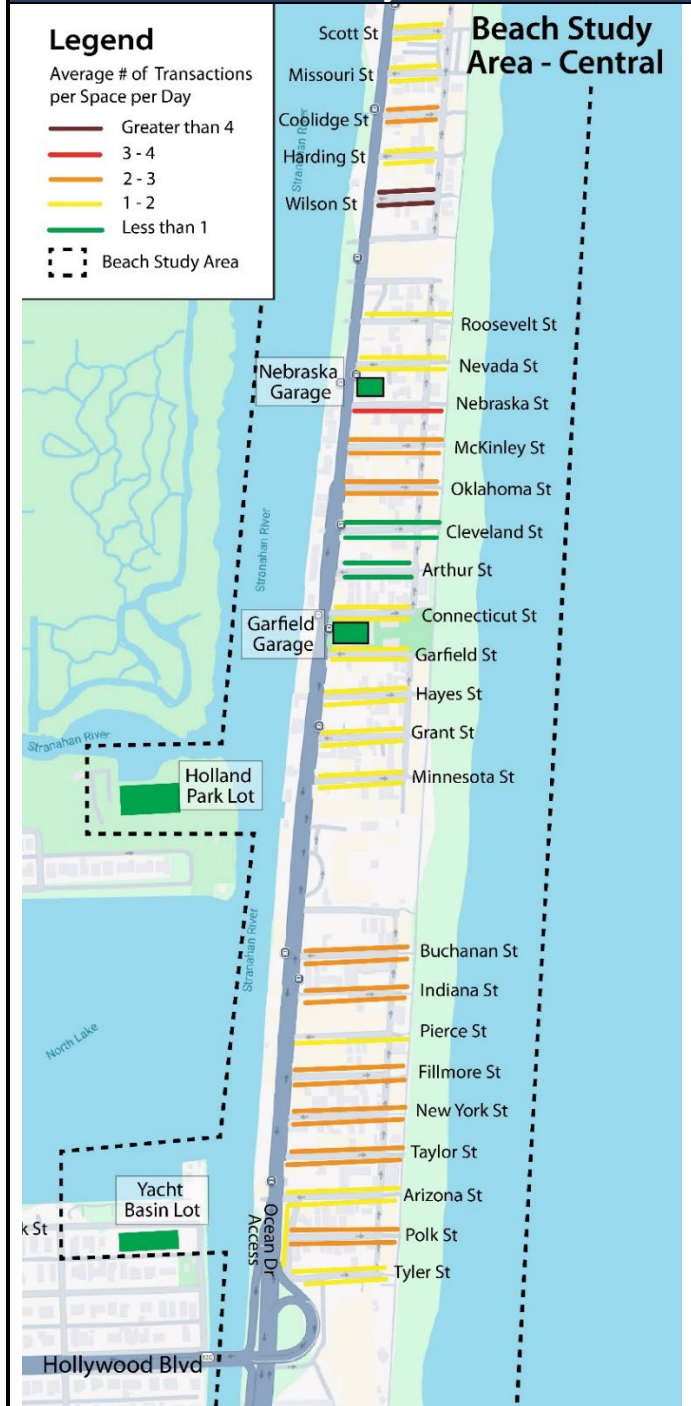 Beach Study
Area - Central
Legend
Average # of Transactions
per Space per Day
Greater than 4
3 - 4
2 - 3
1 - 2
Less than 1
Beach Study Area
Scott St
Missouri St
Coolidge St
Harding St
Wilson St
Stranahan River
Roosevelt St
Nevada St
Nebraska
Garage
Nebraska St
McKinley St
Oklahoma St
Stranahan River
Cleveland St
Arthur St
Connecticut St
Garfield
Garage
Garfield St
Hayes St
Grant St
Stranahan River
Holland
Park Lot
Minnesota St
Stranahan River
Buchanan St
Indiana St
North Lake
Pierce St
Fillmore St
New York St
Taylor St
Yacht
Basin Lot
Arizona St
k St
Ocean Dr
Access
Polk St
Tyler St
Hollywood Blvd
820